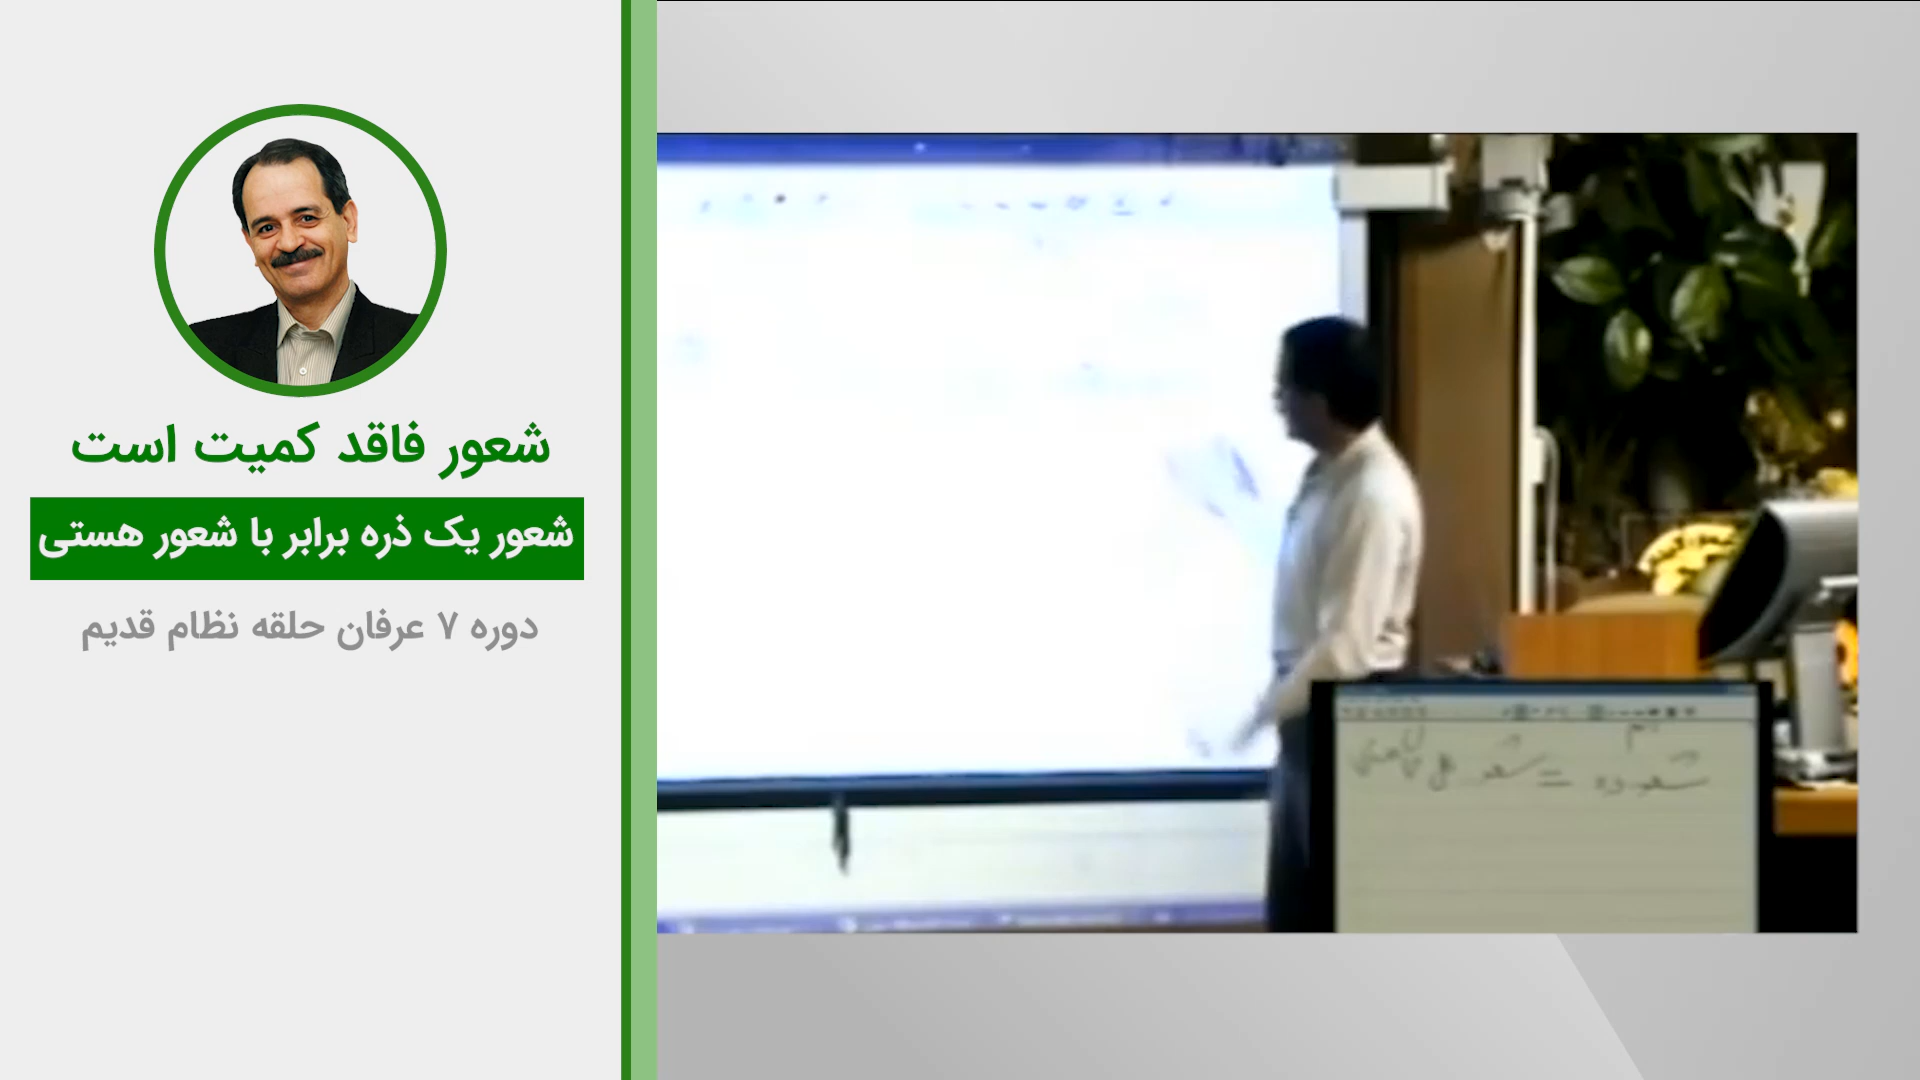 شعور فاقد کمیت است
شعور یک ذره برابر با شعور هستی
دوره ۷ عرفان حلقه نظام قدیم